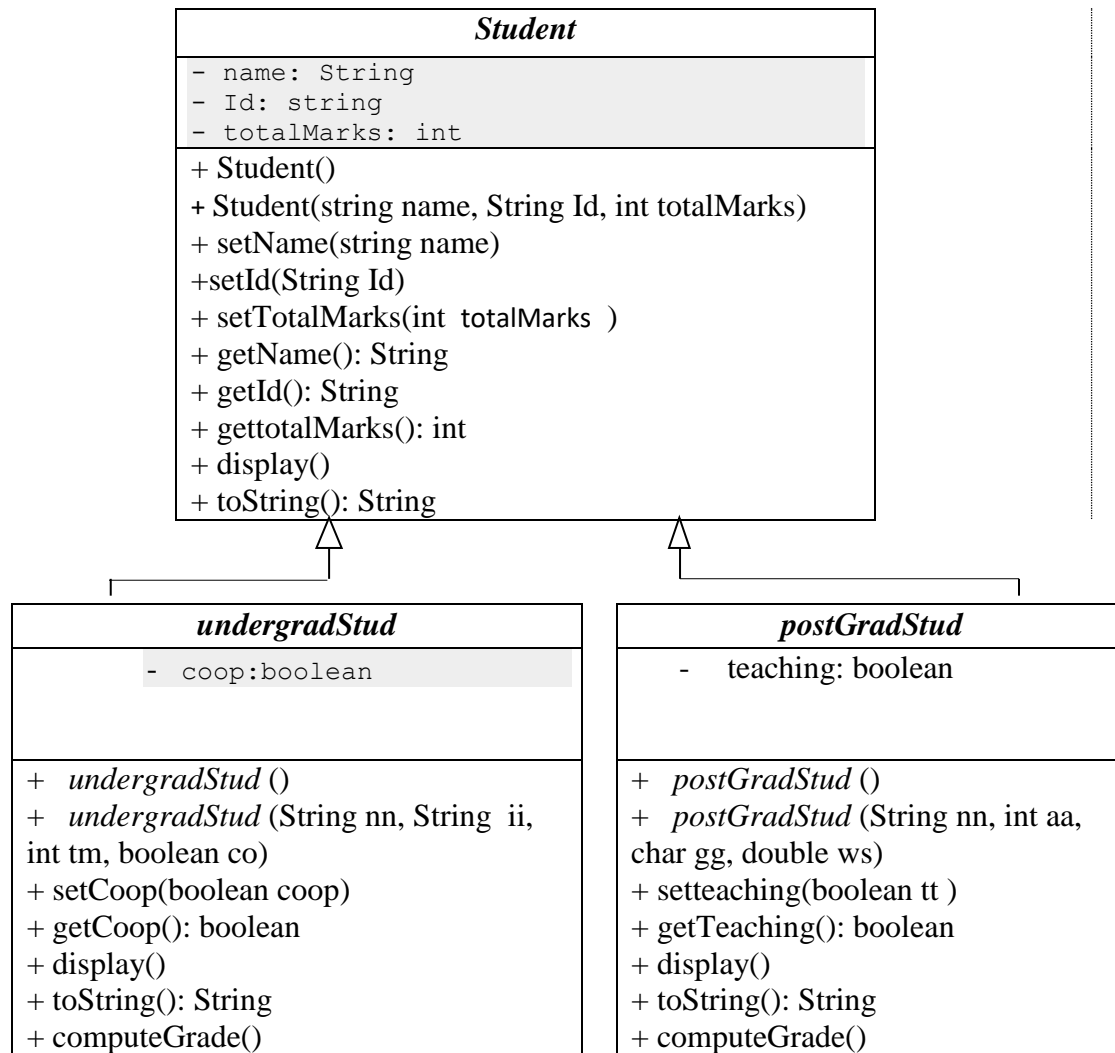 Student
- name: String
- Id: string
- totalMarks: int
+ Student()
+ Student(string name, String Id, int totalMarks)
+ setName(string name)
+setId(String Id)
+ setTotalMarks(int totalMarks )
+ getName(): String
+ getId(): String
+ gettotalMarks(): int
+ display()
+ toString(): String
undergradStud
- coop:boolean
+ undergradStud ()
+ undergradStud (String nn, String ii,
int tm, boolean co)
+ setCoop(boolean coop)
+ getCoop(): boolean
+ display()
+ toString(): String
+ computeGrade()
postGradStud
- teaching: boolean
+ postGradStud ()
+ postGradStud (String nn, int aa,
char gg, double ws)
+ setteaching(boolean tt )
+ getTeaching(): boolean
+ display()
+ toString(): String
+ computeGrade()